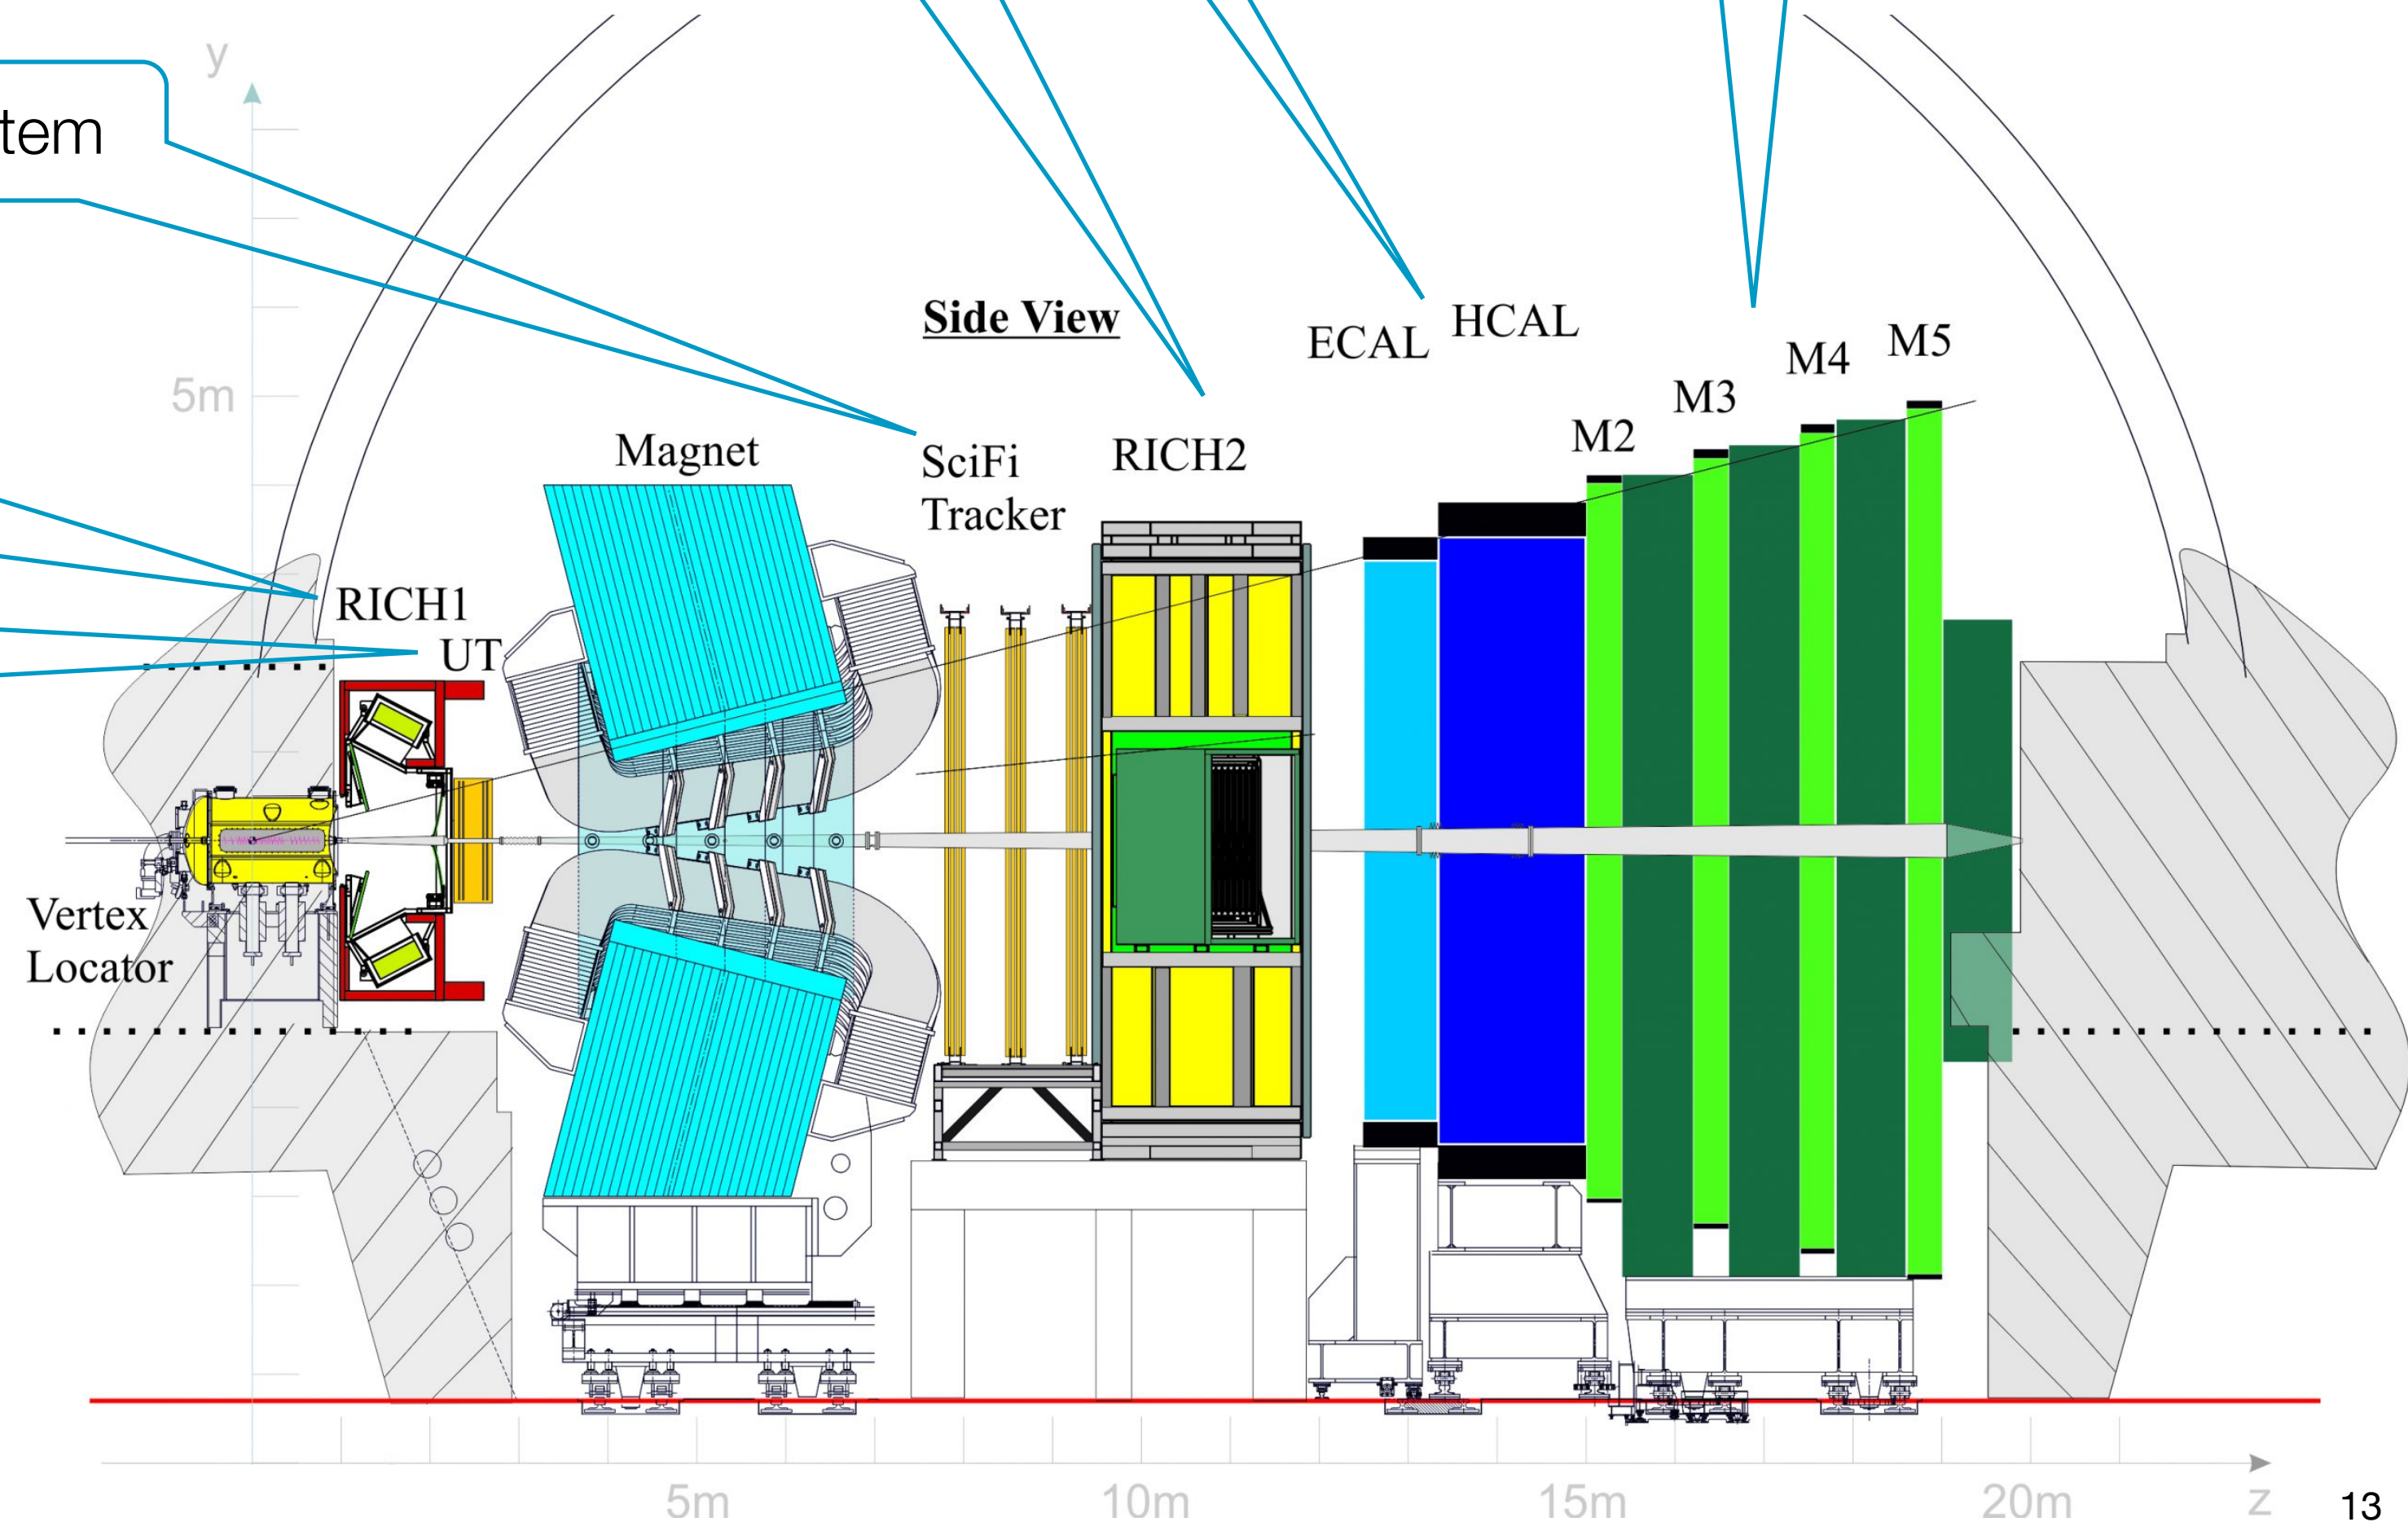 y
tem
Side View
ECAL
HCAL
M5
M4
5m
M3
M2
Magnet
SciFi
Tracker
RICH2
RICH1
UT
Vertex
Locator
5m
10m
15m
20m
z
13